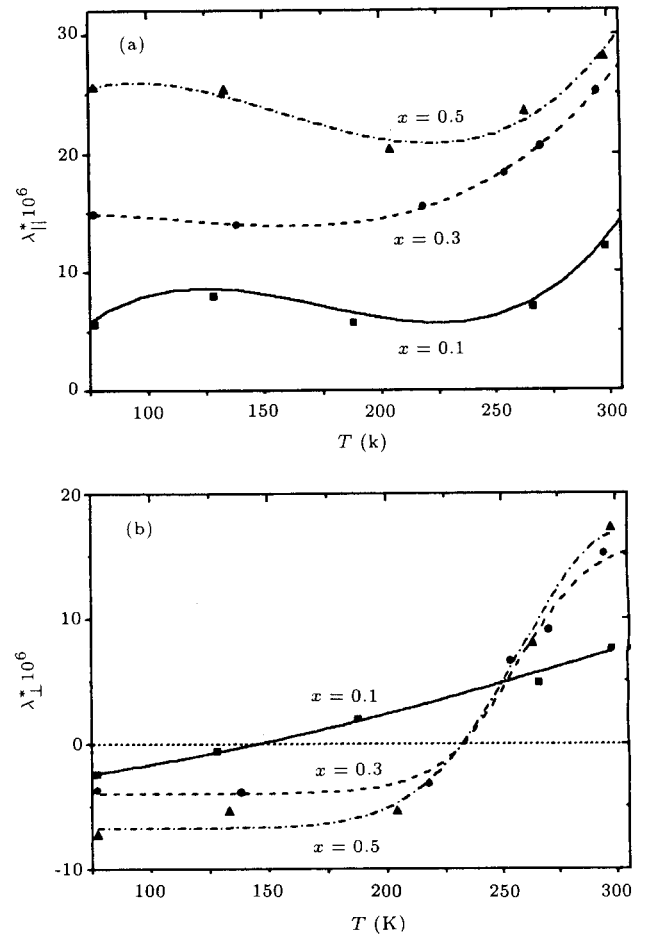 30
(a)
x = 0.5
20
λ*∥10⁶
x = 0.3
10
x = 0.1
0
100 150 200 250 300
T (k)
20
(b)
10
λ*⊥10⁶
x = 0.1
0
x = 0.3
x = 0.5
-10
100 150 200 250 300
T (K)